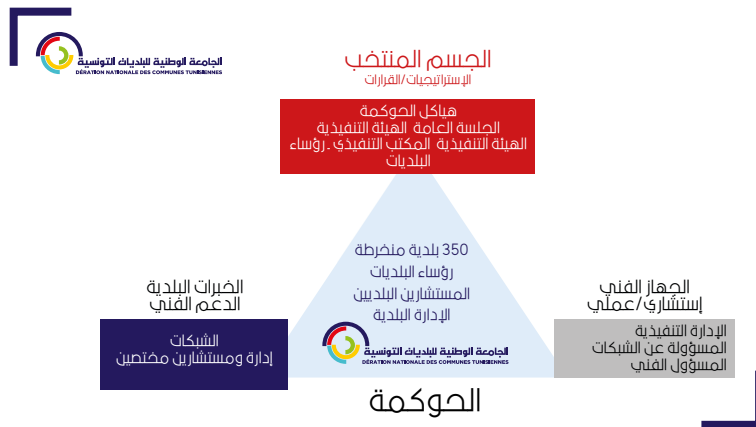 الجامعة الوطنية للبلديات التونسية
DÉRATION NATIONALE DES COMMUNES TUNISIENNES
الجسم المنتخب
الإستراتيجيات/القرارات
هياكل الحوكمة
الجلسة العامة الهيئة التنفيذية
الهيئة التنفيذية المكتب التنفيذي . رؤساء
البلديات
350 بلدية منخرطة
رؤساء البلديات
المستشارين البلديين
الإدارة البلدية
الجامعة الوطنية للبلديات التونسية
DÉRATION NATIONALE DES COMMUNES TUNISIENNES
الجهاز الفني
إستشاري/عملي
الإدارة التنفيذية
المسؤولة عن الشبكات
المسؤول الفني
الخبرات البلدية
الدعم الفني
الشبكات
إدارة ومستشارين مختصين
الحوكمة